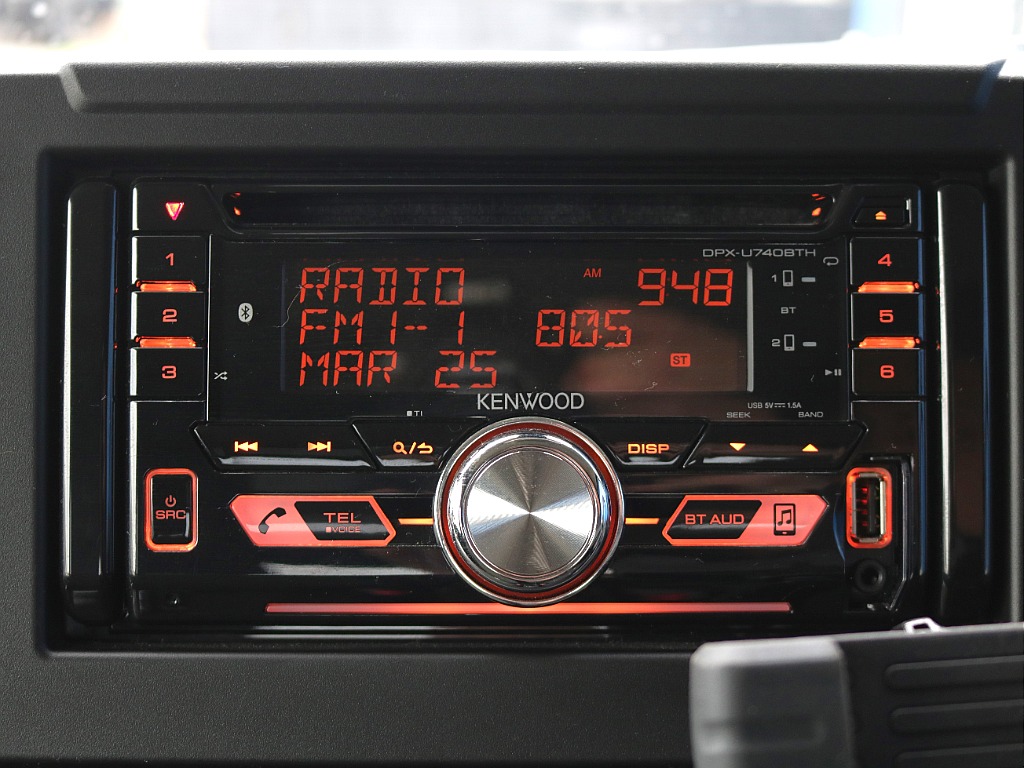 DPX-U740BTH
1
RADIO AM 948
4
1
2
FM1-1 805
BT
5
2
3
MAR 25 ST
6
KENWOOD
USB 5V 1.5A
TI
SEEK BAND
DISP
SRC
TEL
VOICE
BT AUD